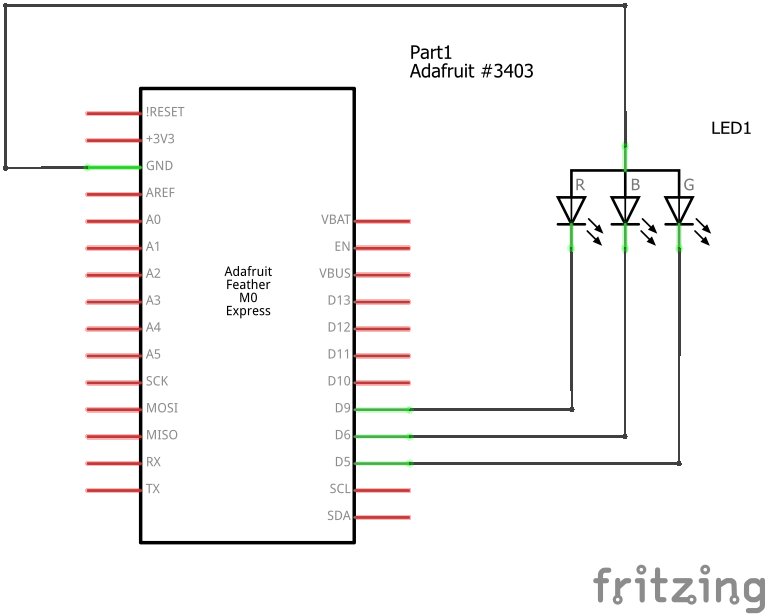 Part1
Adafruit #3403
LED1
!RESET
+3V3
GND
AREF
A0
A1
A2
A3
A4
A5
SCK
MOSI
MISO
RX
TX
Adafruit
Feather
M0
Express
VBAT
EN
VBUS
D13
D12
D11
D10
D9
D6
D5
SCL
SDA
R
B
G
fritzing